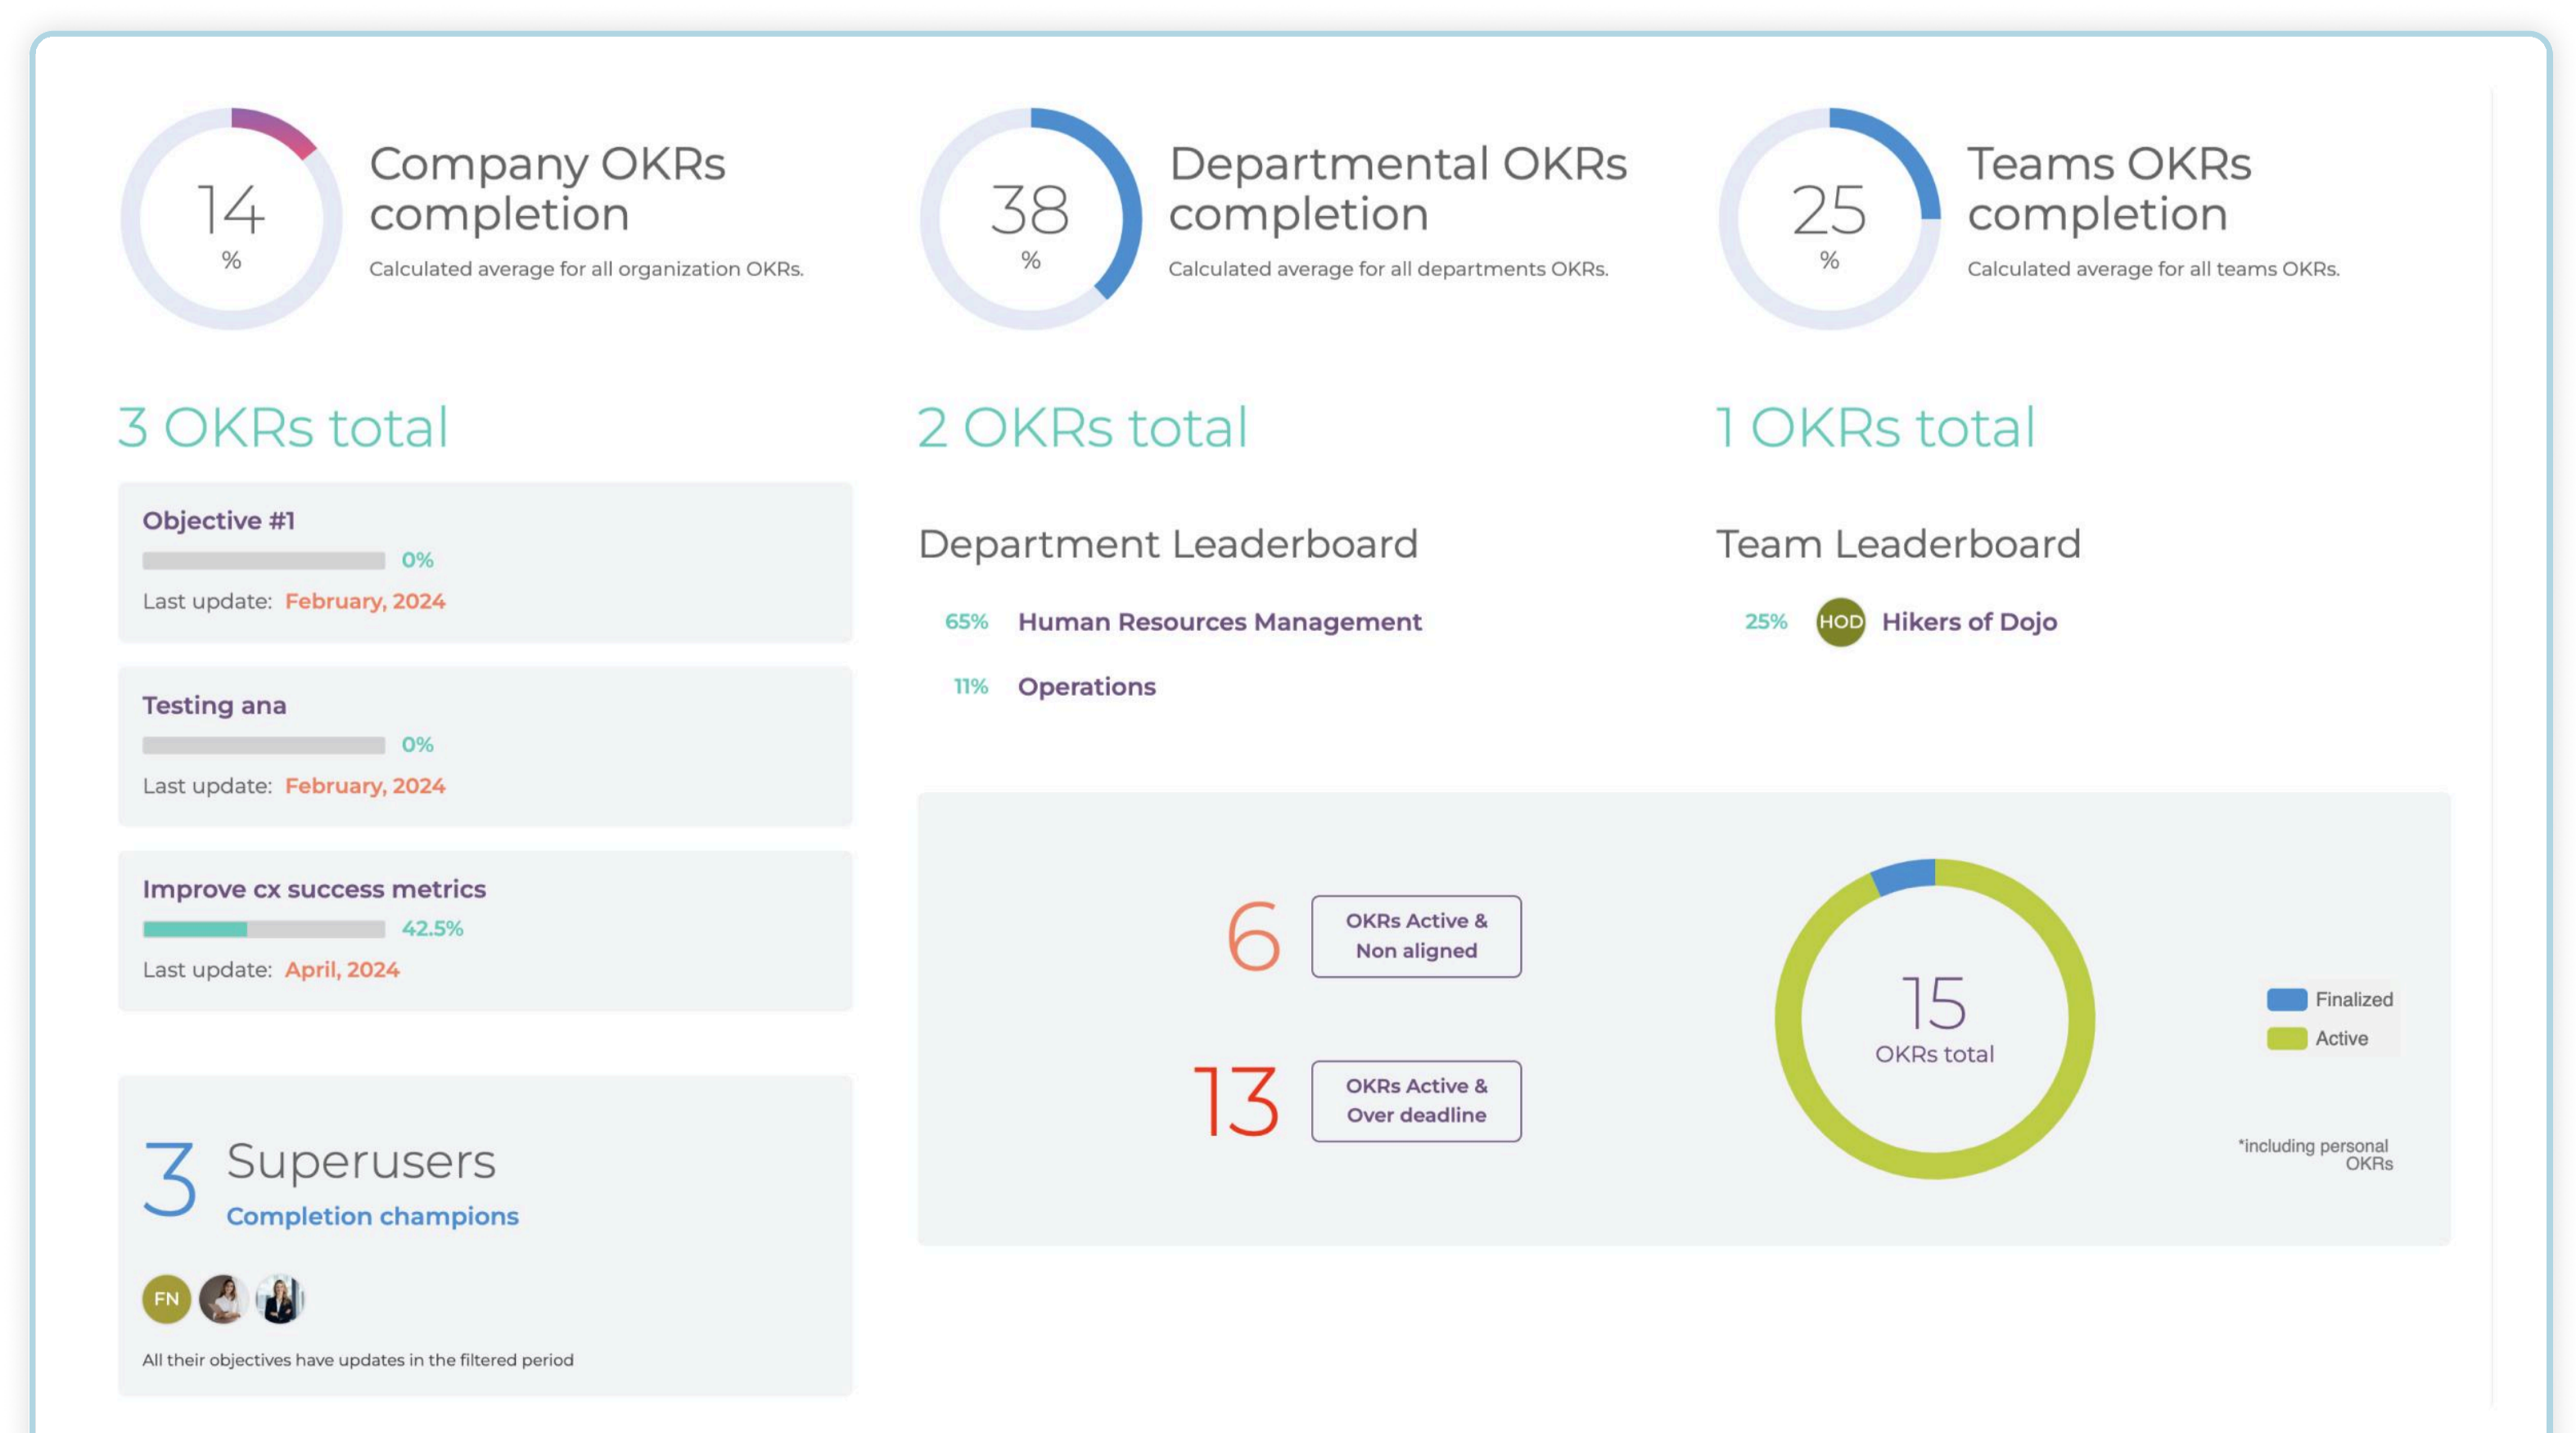 14
%
Company OKRs
completion
Calculated average for all organization OKRs.
38
%
Departmental OKRs
completion
Calculated average for all departments OKRs.
25
%
Teams OKRs
completion
Calculated average for all teams OKRs.
3 OKRs total
Objective #1
0%
Last update: February, 2024
Testing ana
0%
Last update: February, 2024
Improve cx success metrics
42.5%
Last update: April, 2024
3 Superusers
Completion champions
FN
All their objectives have updates in the filtered period
2 OKRs total
Department Leaderboard
65% Human Resources Management
11% Operations
1 OKRs total
Team Leaderboard
25% HOD Hikers of Dojo
6
OKRs Active &
Non aligned
13
OKRs Active &
Over deadline
15
OKRs total
Finalized
Active
*including personal
OKRs